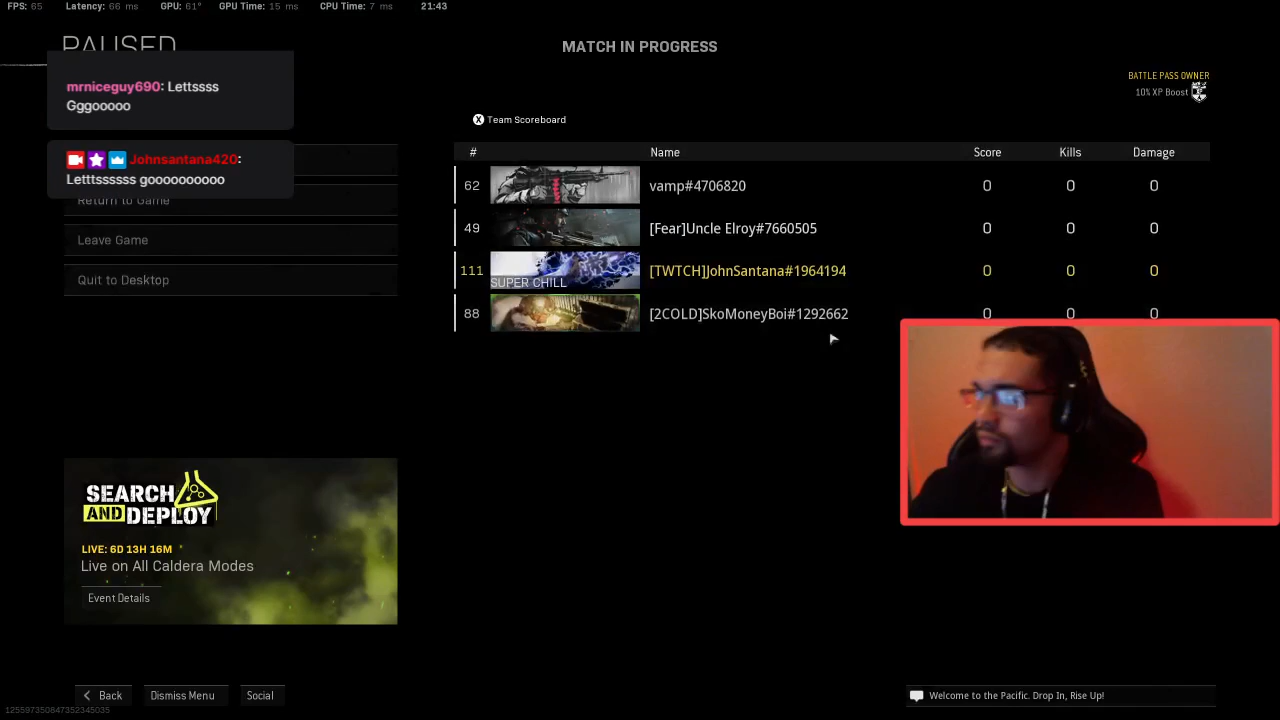 FPS: 65 Latency: 66 ms GPU: 61° GPU Time: 15 ms CPU Time: 7 ms 21:43
PAUSED
MATCH IN PROGRESS
mrniceguy690: Lettssss
Gggooooo
BATTLE PASS OWNER
10% XP Boost
X Team Scoreboard
# Name Score Kills Damage
Johnsantana420:
Letttssssss goooooooooo
Return to Game
Leave Game
Quit to Desktop
62 vamp#4706820 0 0 0
49 [Fear]Uncle Elroy#7660505 0 0 0
111 SUPER CHILL [TWTCH]JohnSantana#1964194 0 0 0
88 [2COLD]SkoMoneyBoi#1292662 0 0 0
SEARCH
AND DEPLOY
LIVE: 6D 13H 16M
Live on All Caldera Modes
Event Details
Back Dismiss Menu Social
Welcome to the Pacific. Drop In, Rise Up!